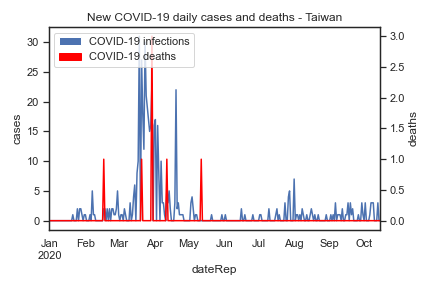 New COVID-19 daily cases and deaths - Taiwan
COVID-19 infections
COVID-19 deaths
cases
30
25
20
15
10
5
0
deaths
3.0
2.5
2.0
1.5
1.0
0.5
0.0
Jan Feb Mar Apr May Jun Jul Aug Sep Oct
2020
dateRep